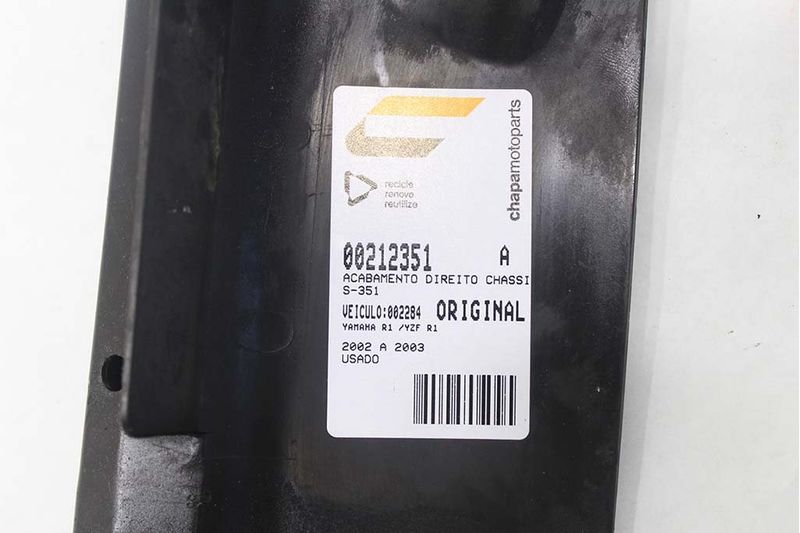 chapamotoparts
recicle
renove
reutilize
00212351 A
ACABAMENTO DIREITO CHASSI
S-351
VEICULO:002284 ORIGINAL
YAMAHA R1 /YZF R1
2002 A 2003
USADO